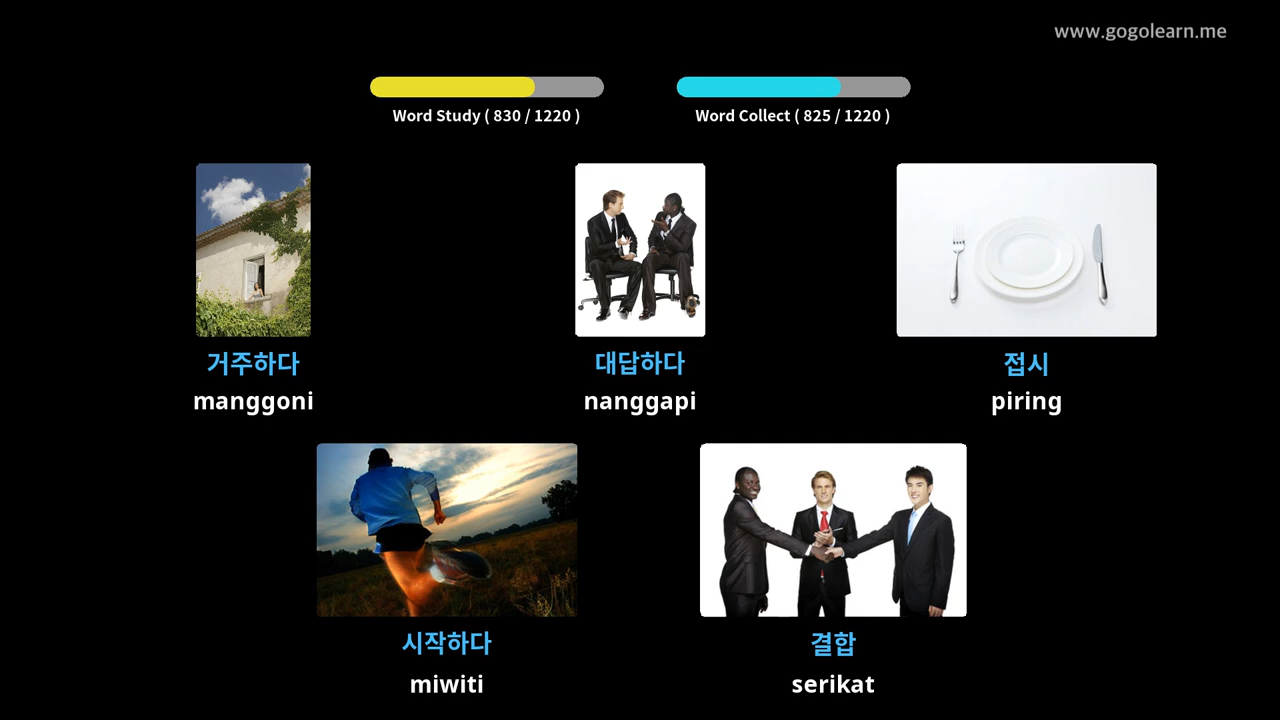 www.gogolearn.me
Word Study ( 830 / 1220 )
Word Collect ( 825 / 1220 )
거주하다
manggoni
대답하다
nanggapi
접시
piring
시작하다
miwiti
결합
serikat